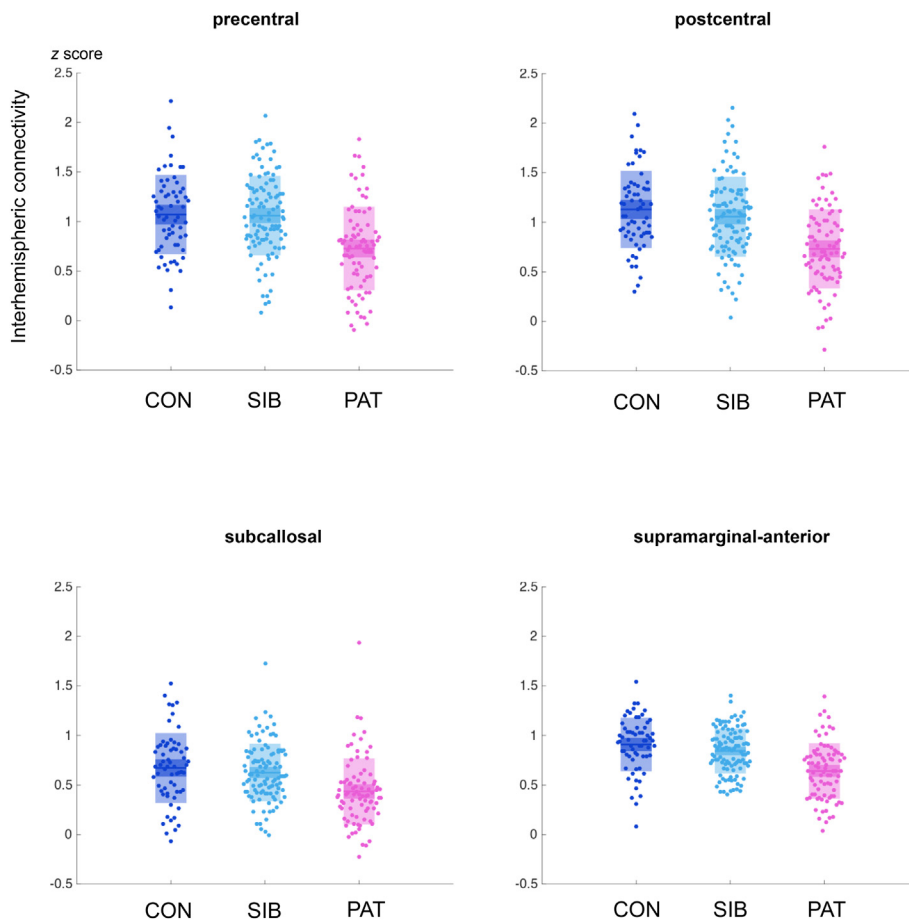 precentral
postcentral
z score
Interhemispheric connectivity
2.5
2
1.5
1
0.5
0
-0.5
CON SIB PAT
2.5
2
1.5
1
0.5
0
-0.5
CON SIB PAT
subcallosal
supramarginal-anterior
2.5
2
1.5
1
0.5
0
-0.5
CON SIB PAT
2.5
2
1.5
1
0.5
0
-0.5
CON SIB PAT